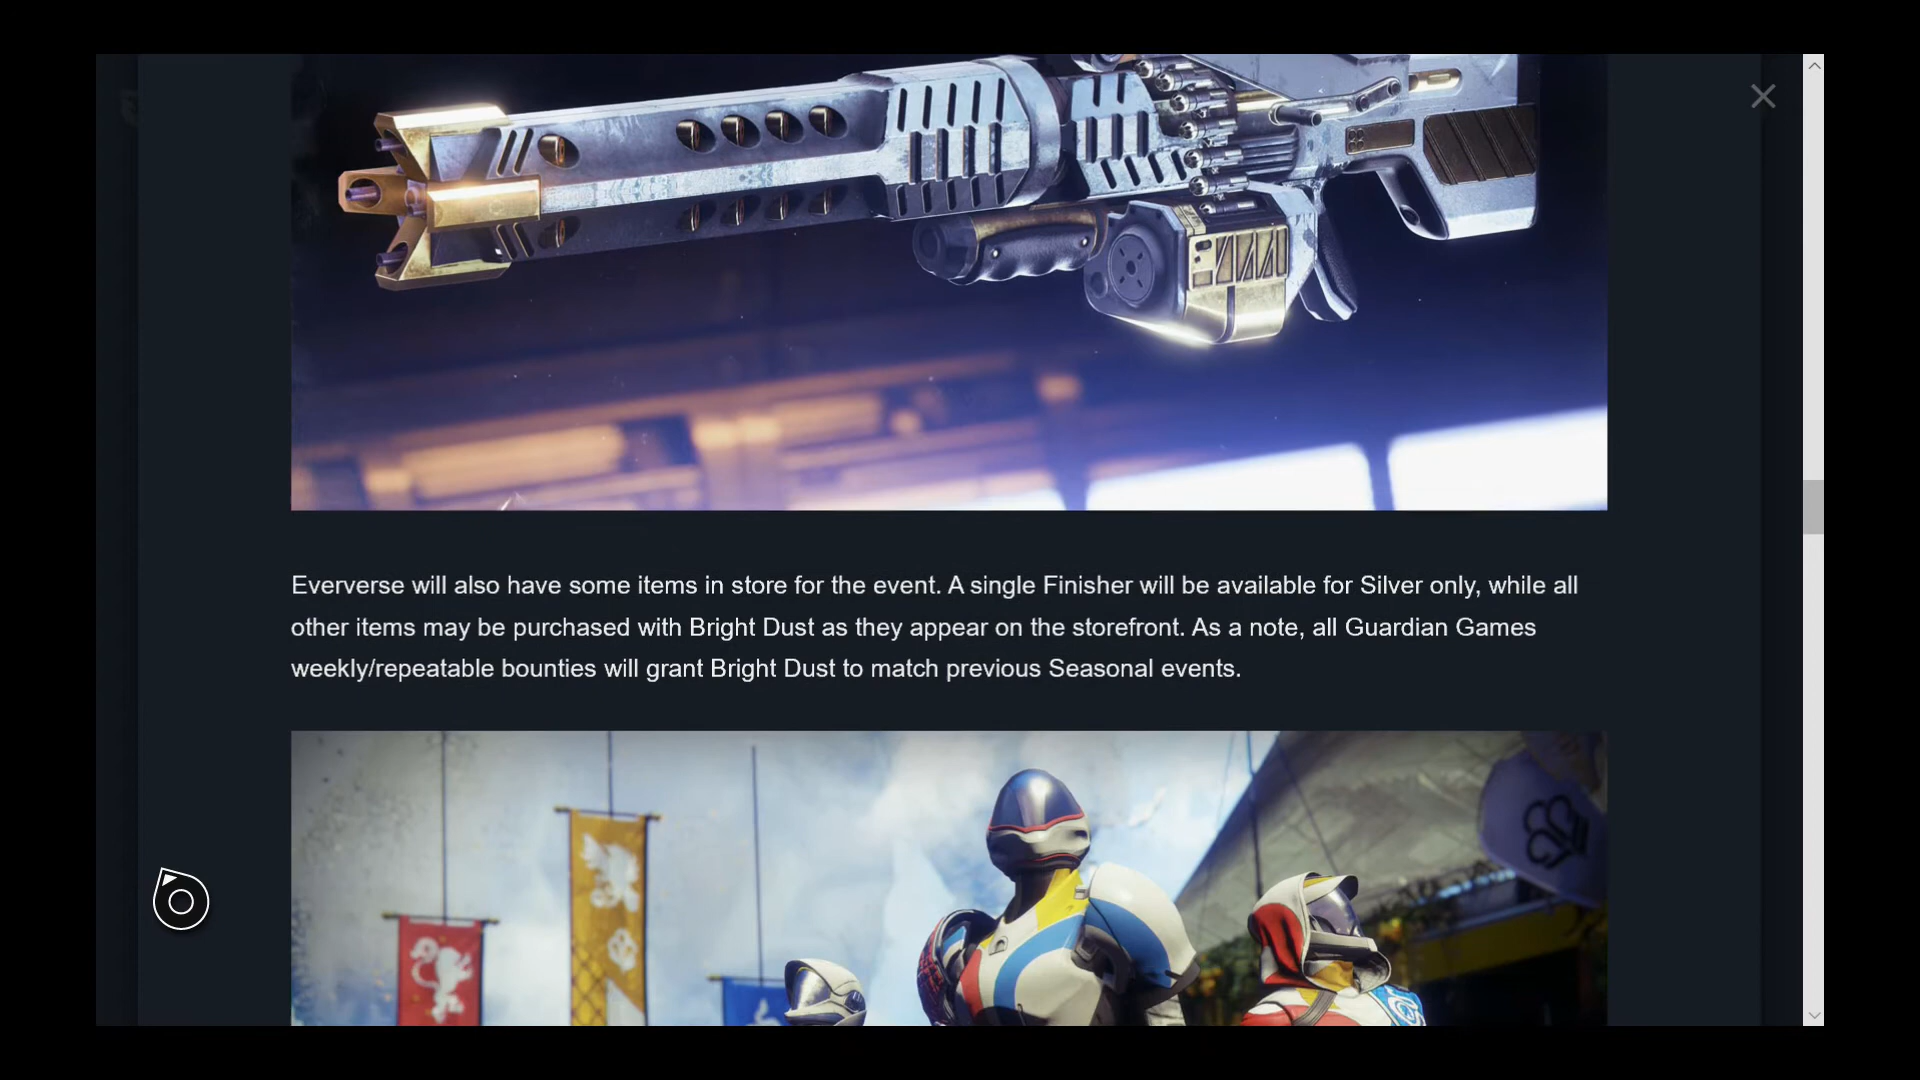 Eververse will also have some items in store for the event. A single Finisher will be available for Silver only, while all
other items may be purchased with Bright Dust as they appear on the storefront. As a note, all Guardian Games
weekly/repeatable bounties will grant Bright Dust to match previous Seasonal events.